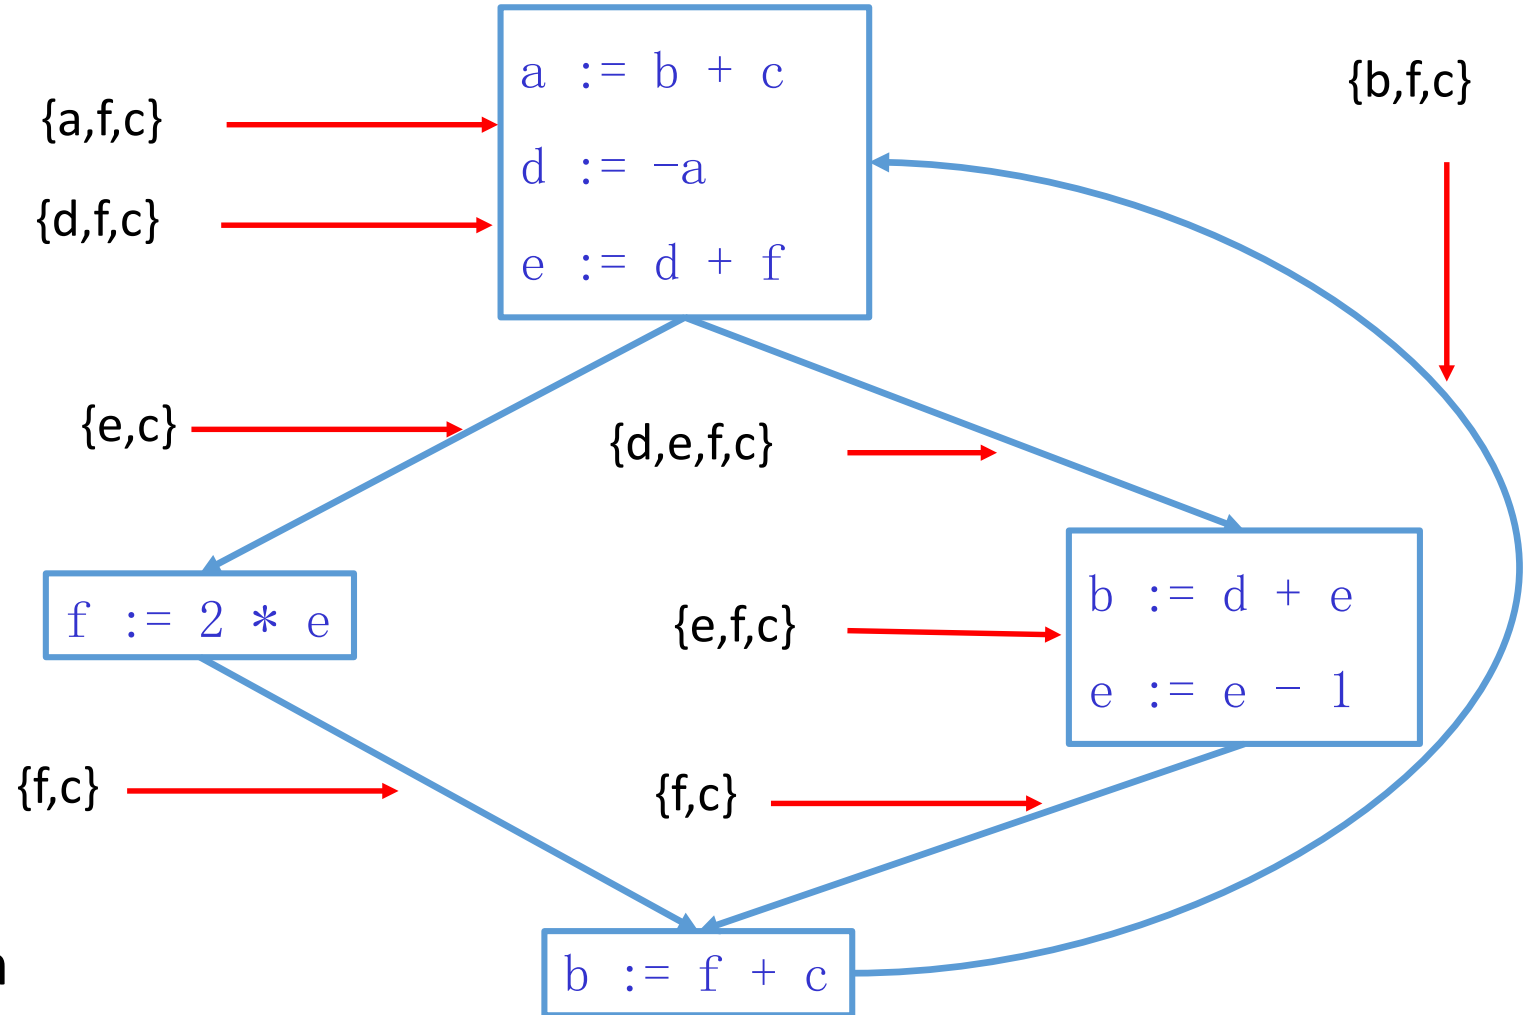 a := b + c
{b,f,c}
{a,f,c}
d := -a
{d,f,c}
e := d + f
{e,c}
{d,e,f,c}
f := 2 * e
b := d + e
{e,f,c}
e := e - 1
{f,c}
{f,c}
b := f + c